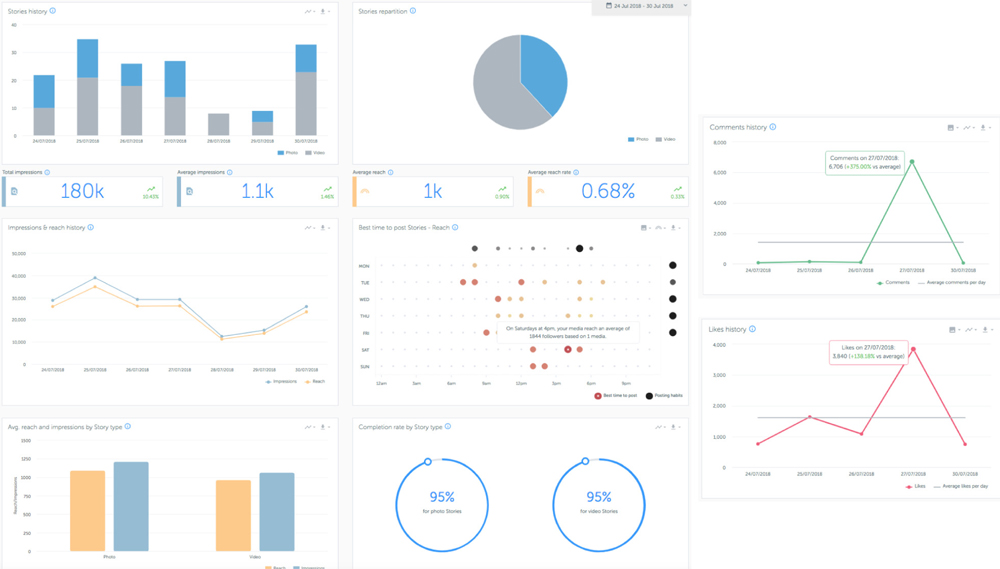 Stories history
40
30
20
10
0
24/07/2018 25/07/2018 26/07/2018 27/07/2018 28/07/2018 29/07/2018 30/07/2018
Photo Video
Stories repartition
24 Jul 2018 - 30 Jul 2018
Photo Video
Total impressions
180k
10.43%
Average impressions
1.1k
1.46%
Average reach
1k
0.90%
Average reach rate
0.68%
0.33%
Impressions & reach history
50,000
40,000
30,000
20,000
10,000
0
24/07/2018 25/07/2018 26/07/2018 27/07/2018 28/07/2018 29/07/2018 30/07/2018
Impressions Reach
Best time to post Stories - Reach
MON
TUE
WED
THU
FRI
SAT
SUN
On Saturdays at 4pm, your media reach an average of
1844 followers based on 1 media.
12am 3am 6am 9am 12pm 3pm 6pm 9pm
Best time to post Posting habits
Avg. reach and impressions by Story type
Reach/Impressions
1500
1250
1000
750
500
250
0
Photo Video
Reach Impressions
Completion rate by Story type
95%
for photo Stories
95%
for video Stories
Comments history
8,000
6,000
4,000
2,000
0
Comments on 27/07/2018:
6,706 (+375.00% vs average)
24/07/2018 25/07/2018 26/07/2018 27/07/2018 30/07/2018
Comments Average comments per day
Likes history
4,000
3,000
2,000
1,000
0
Likes on 27/07/2018:
3,840 (+138.18% vs average)
24/07/2018 25/07/2018 26/07/2018 27/07/2018 30/07/2018
Likes Average likes per day